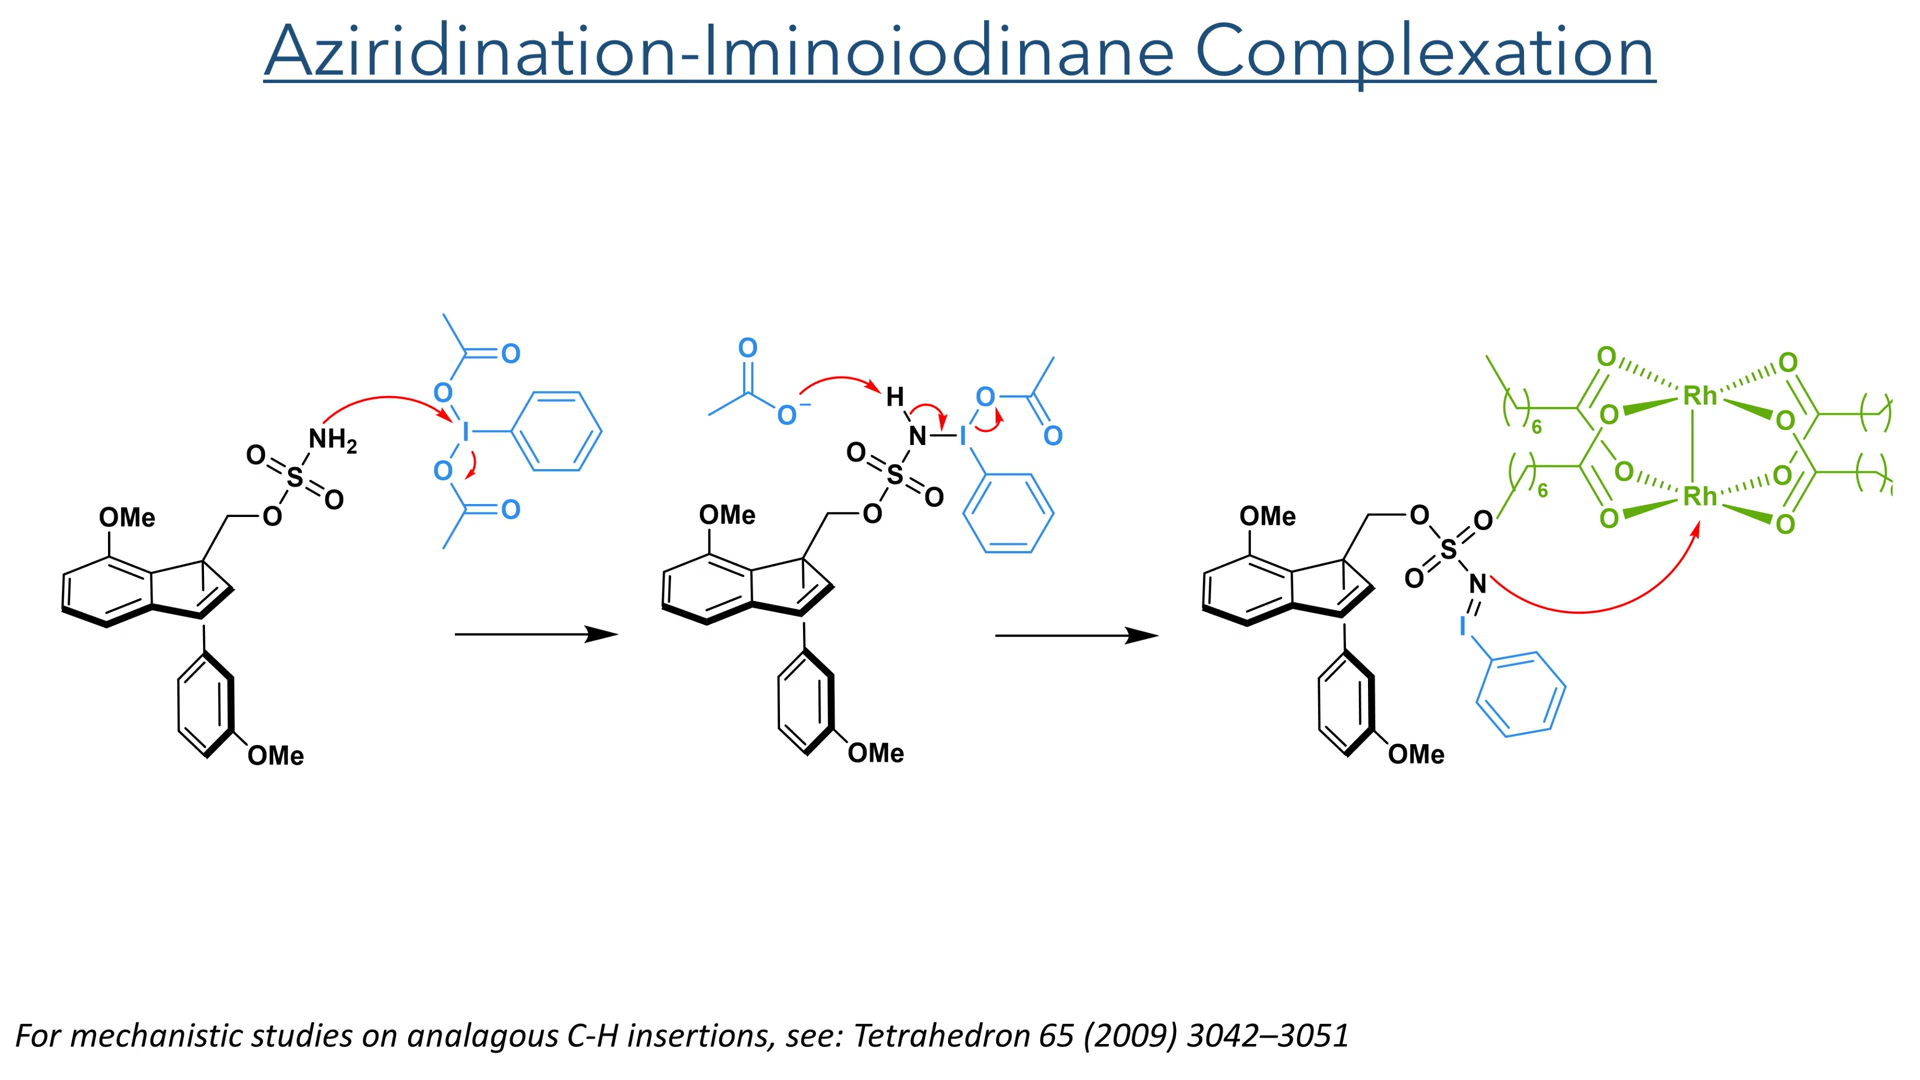 Aziridination-Iminoiodinane Complexation
O
O
I
O
O
NH2
O
S
O
O
OMe
OMe
O
O−
H
N
I
O
O
O
S
O
O
OMe
OMe
O
O
Rh
O
O
O
O
Rh
O
O
( )6
( )6
( )
( )
OMe
O
O
S
O
N
I
OMe
For mechanistic studies on analagous C-H insertions, see: Tetrahedron 65 (2009) 3042–3051